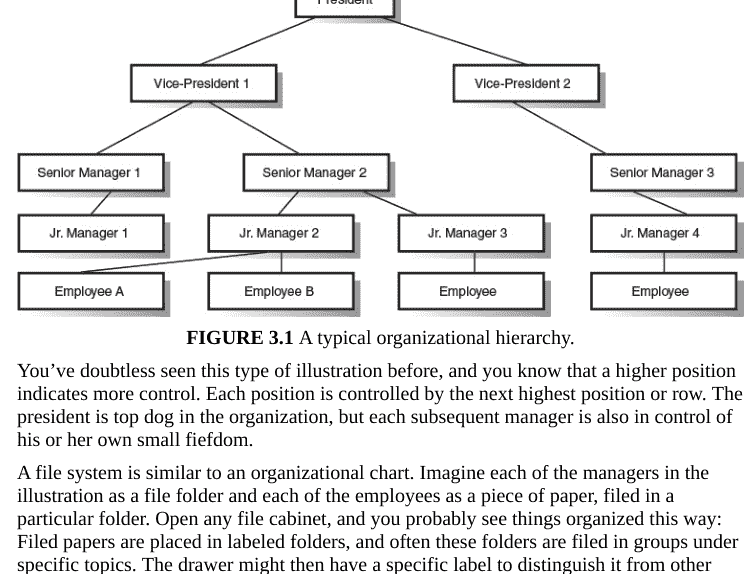 President
Vice-President 1
Vice-President 2
Senior Manager 1
Senior Manager 2
Senior Manager 3
Jr. Manager 1
Jr. Manager 2
Jr. Manager 3
Jr. Manager 4
Employee A
Employee B
Employee
Employee
FIGURE 3.1 A typical organizational hierarchy.
You’ve doubtless seen this type of illustration before, and you know that a higher position
indicates more control. Each position is controlled by the next highest position or row. The
president is top dog in the organization, but each subsequent manager is also in control of
his or her own small fiefdom.
A file system is similar to an organizational chart. Imagine each of the managers in the
illustration as a file folder and each of the employees as a piece of paper, filed in a
particular folder. Open any file cabinet, and you probably see things organized this way:
Filed papers are placed in labeled folders, and often these folders are filed in groups under
specific topics. The drawer might then have a specific label to distinguish it from other